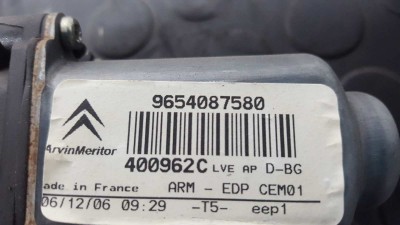 9654087580
ArvinMeritor
400962C LVE AP D-BG
ade in France ARM - EDP CEM01
06/12/06 09:29 -T5- eep1